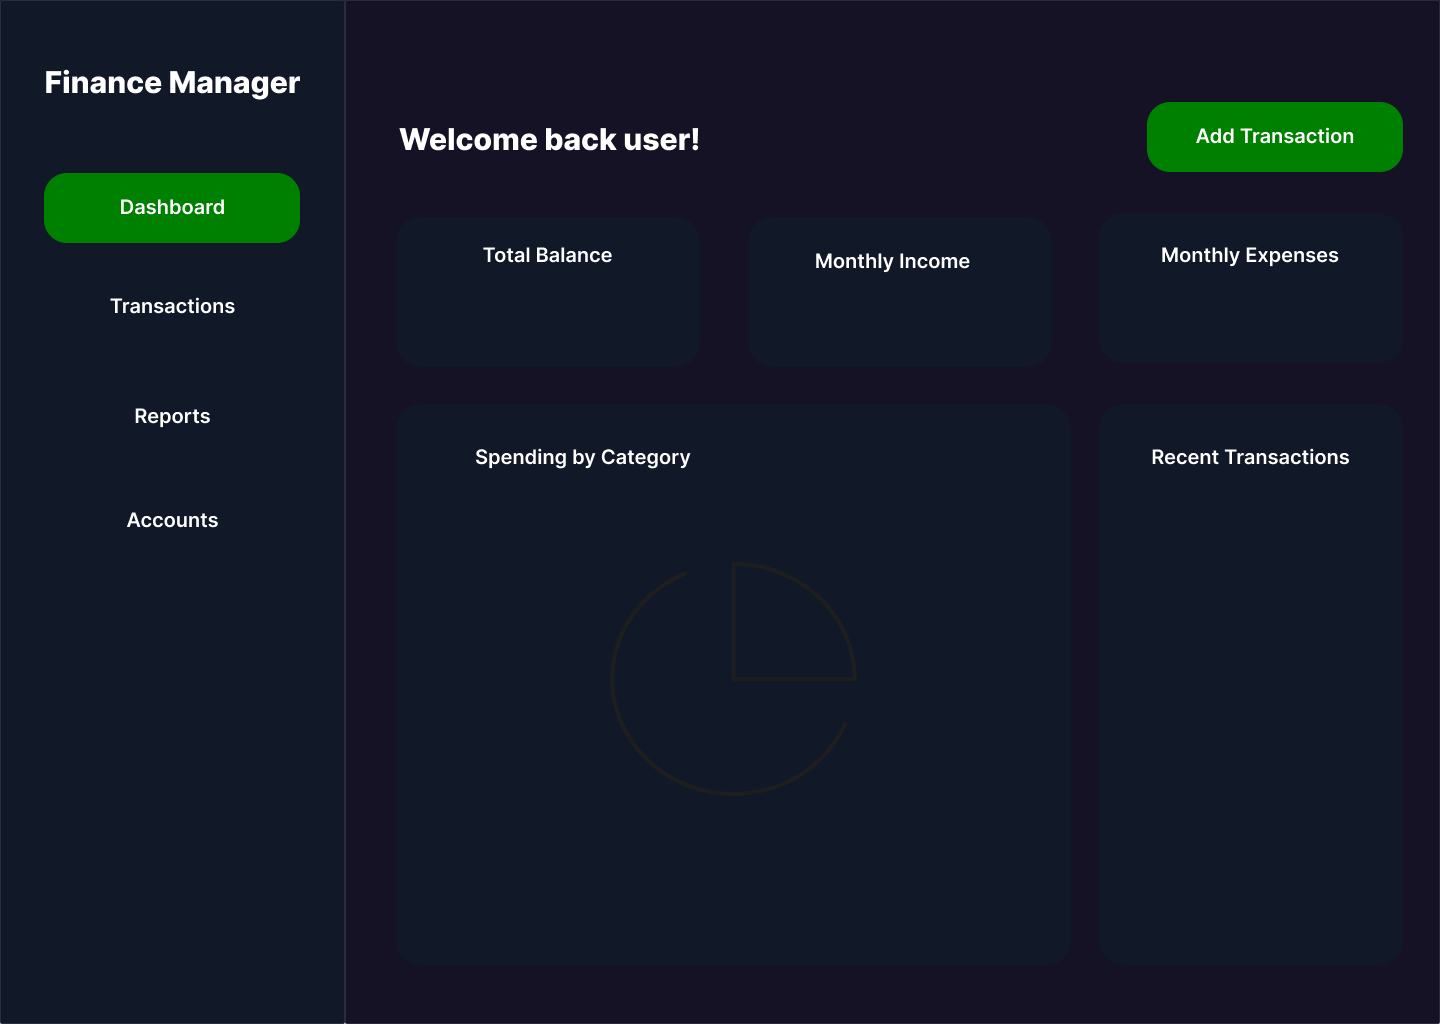 Finance Manager
Dashboard
Transactions
Reports
Accounts
Welcome back user!
Add Transaction
Total Balance
Monthly Income
Monthly Expenses
Spending by Category
Recent Transactions